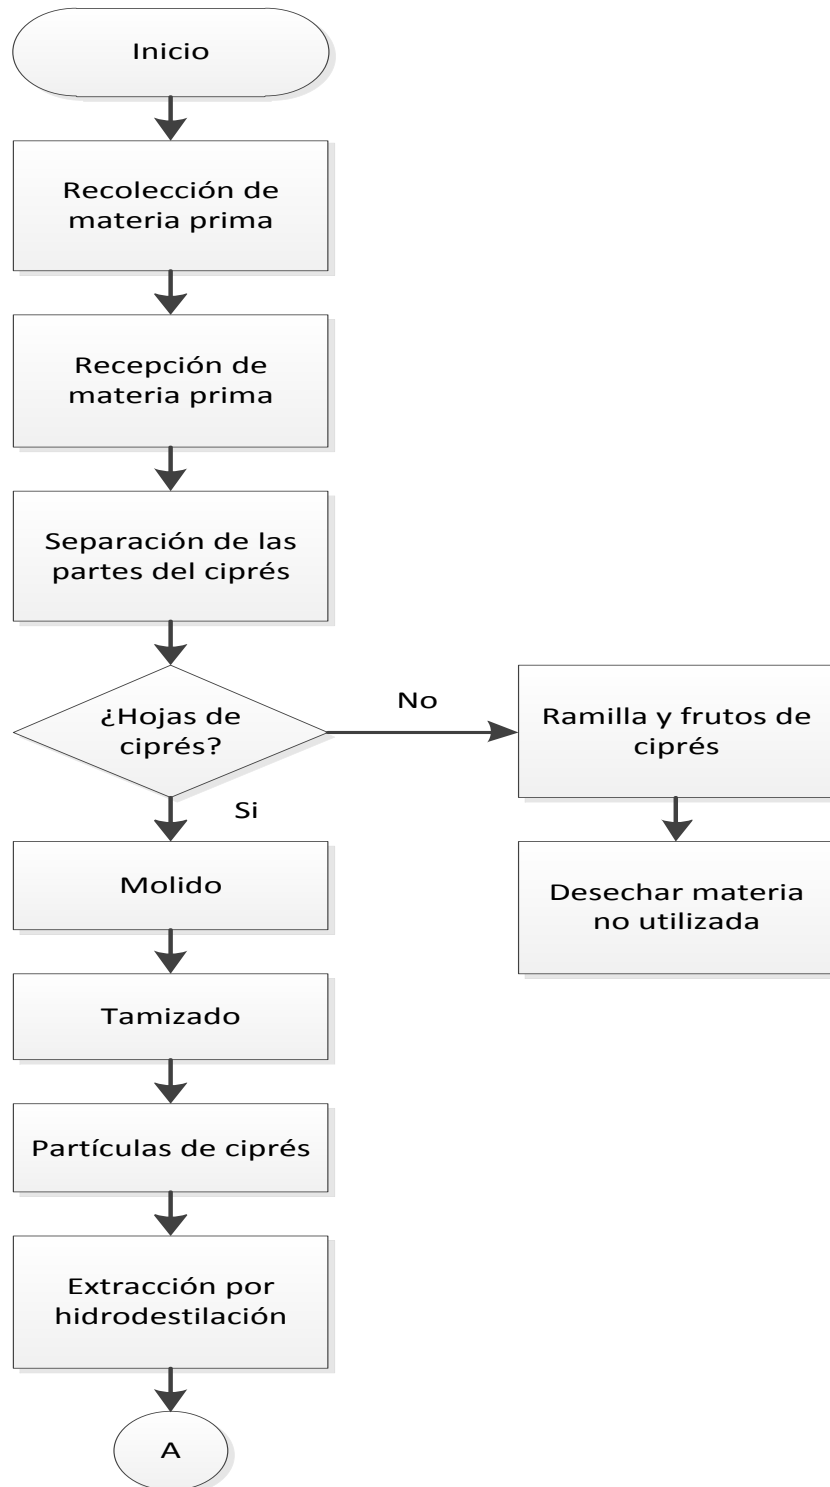 Inicio
Recolección de
materia prima
Recepción de
materia prima
Separación de las
partes del ciprés
¿Hojas de
ciprés?
No
Ramilla y frutos de
ciprés
Si
Desechar materia
no utilizada
Molido
Tamizado
Partículas de ciprés
Extracción por
hidrodestilación
A